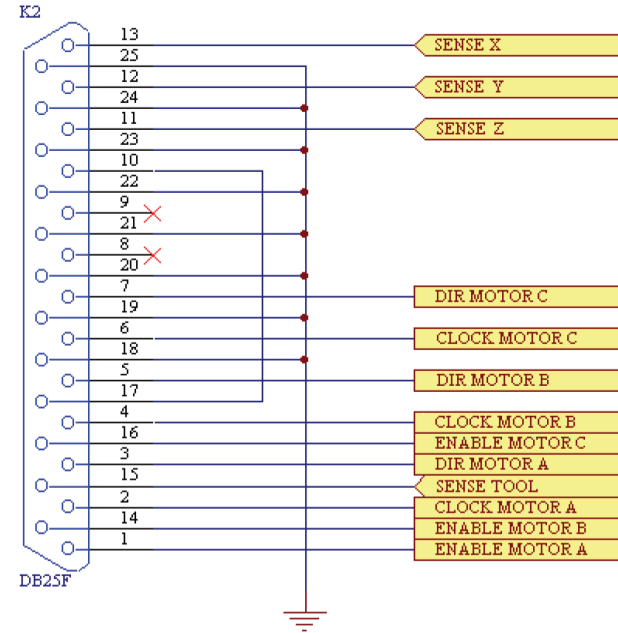 K2
13
SENSE X
25
12
SENSE Y
24
11
SENSE Z
23
10
22
9
21
8
20
7
DIR MOTOR C
19
6
CLOCK MOTOR C
18
5
DIR MOTOR B
17
4
CLOCK MOTOR B
16
ENABLE MOTOR C
3
DIR MOTOR A
15
SENSE TOOL
2
CLOCK MOTOR A
14
ENABLE MOTOR B
1
ENABLE MOTOR A
DB25F